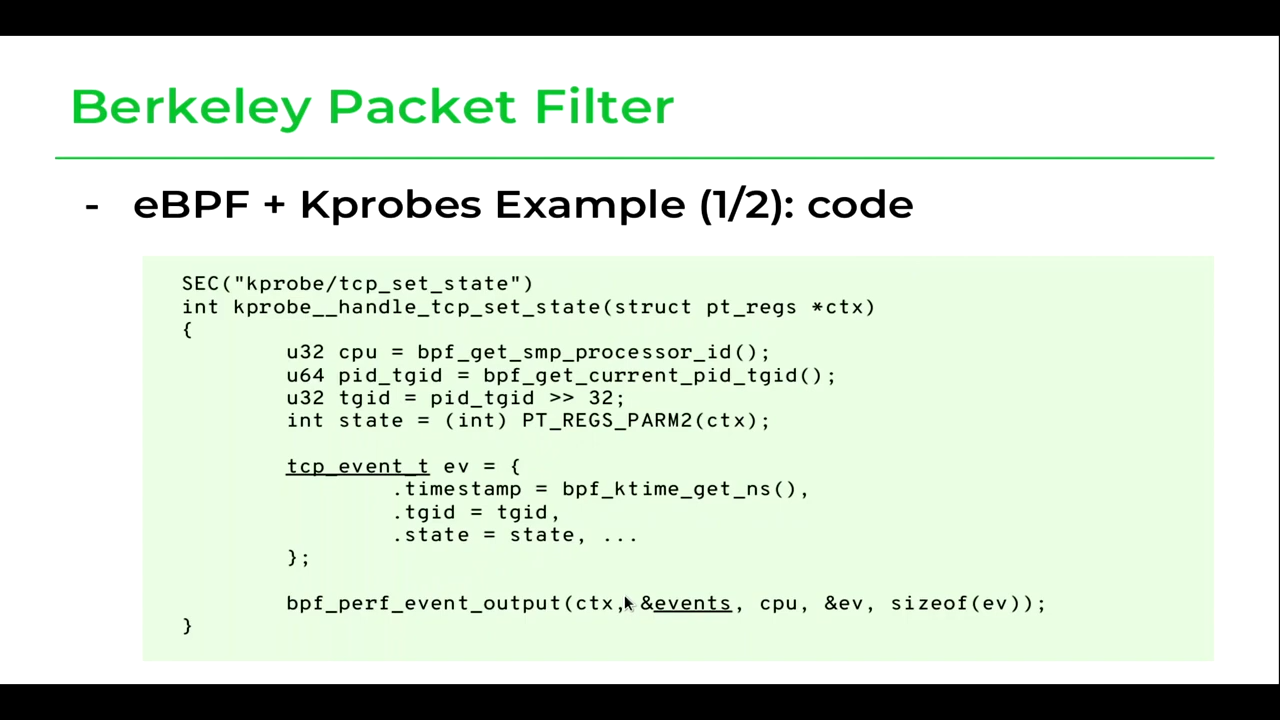 Berkeley Packet Filter
- eBPF + Kprobes Example (1/2): code
SEC("kprobe/tcp_set_state")
int kprobe__handle_tcp_set_state(struct pt_regs *ctx)
{
u32 cpu = bpf_get_smp_processor_id();
u64 pid_tgid = bpf_get_current_pid_tgid();
u32 tgid = pid_tgid >> 32;
int state = (int) PT_REGS_PARM2(ctx);
tcp_event_t ev = {
.timestamp = bpf_ktime_get_ns(),
.tgid = tgid,
.state = state, ...
};
bpf_perf_event_output(ctx, &events, cpu, &ev, sizeof(ev));
}